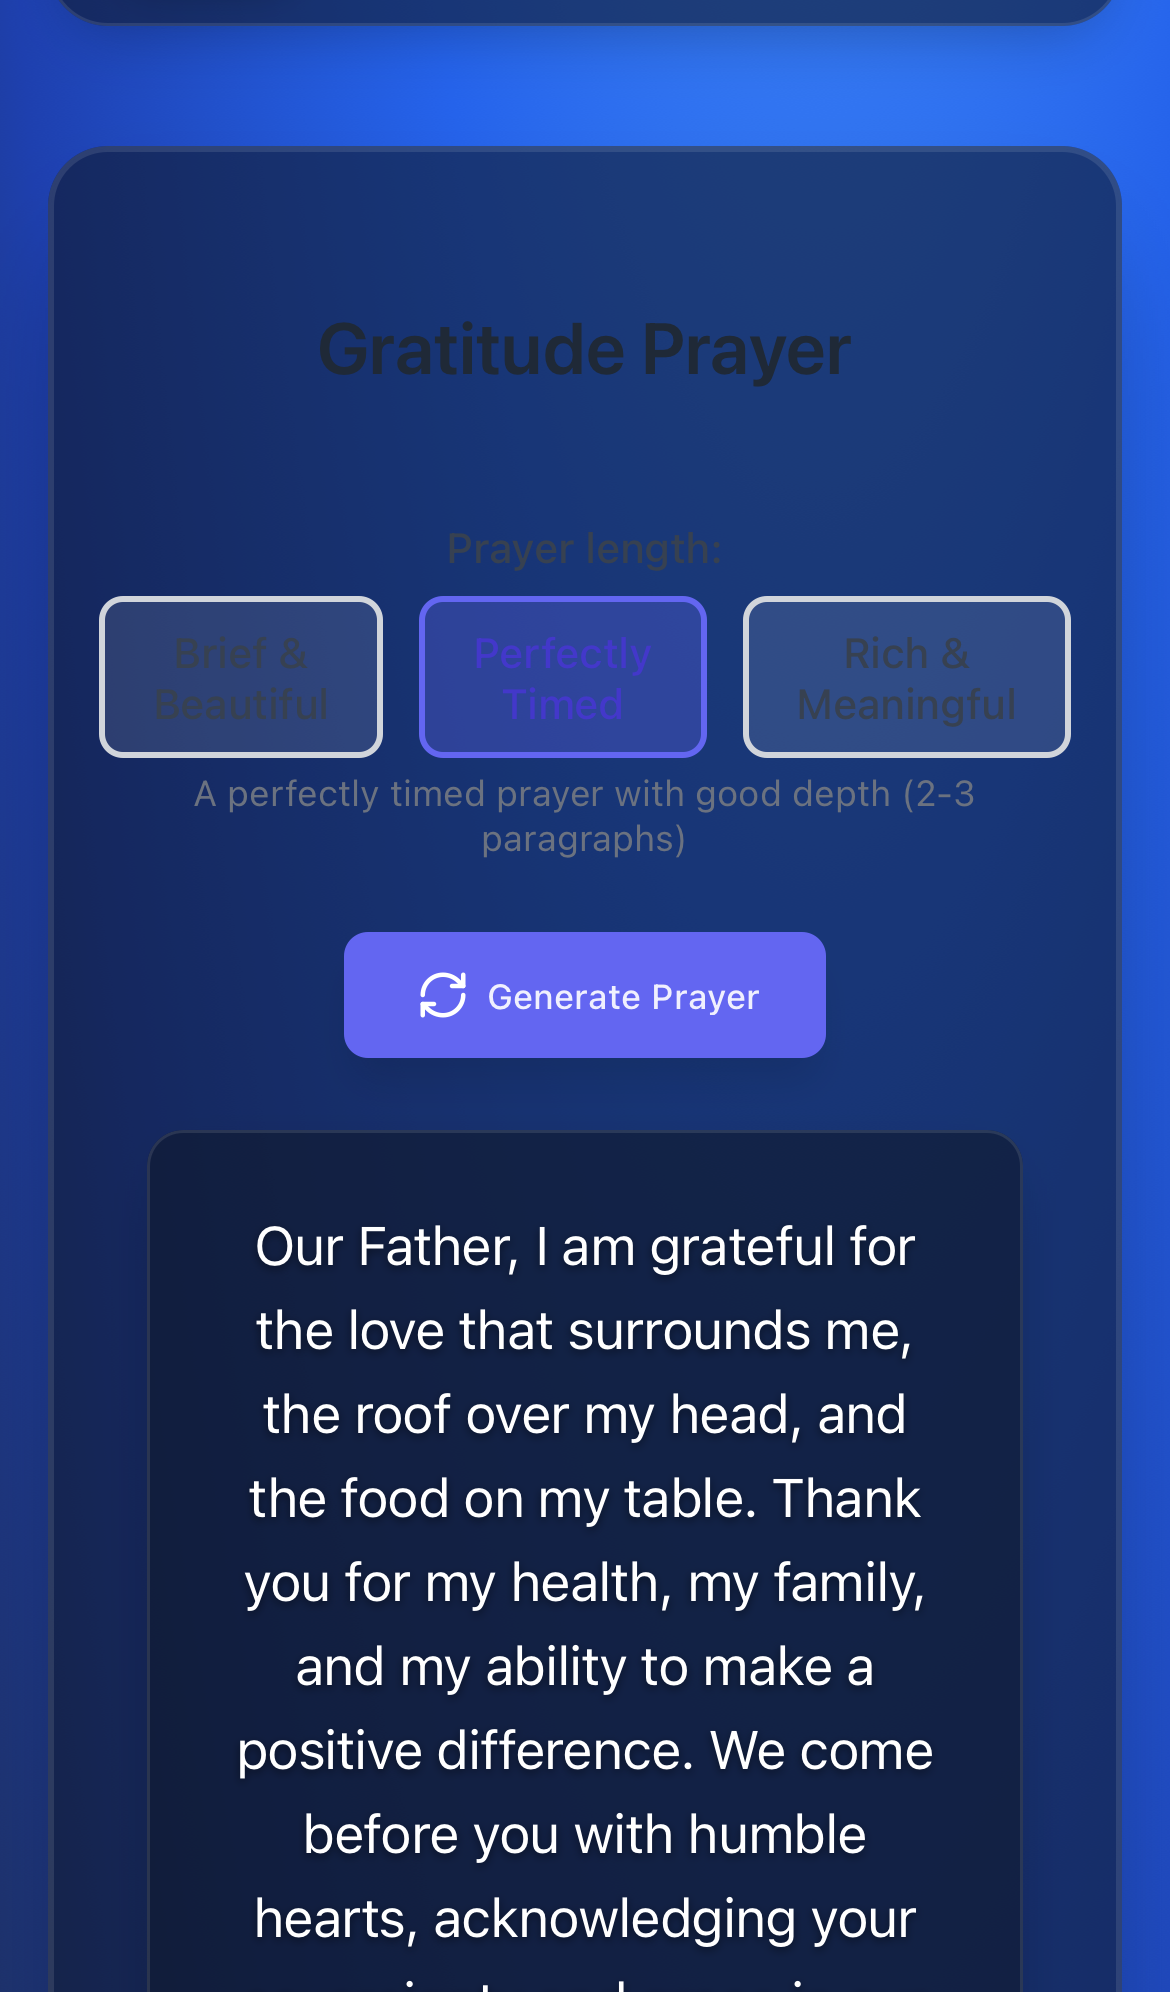 Gratitude Prayer
Prayer length:
Brief &
Beautiful
Perfectly
Timed
Rich &
Meaningful
A perfectly timed prayer with good depth (2-3
paragraphs)
Generate Prayer
Our Father, I am grateful for
the love that surrounds me,
the roof over my head, and
the food on my table. Thank
you for my health, my family,
and my ability to make a
positive difference. We come
before you with humble
hearts, acknowledging your